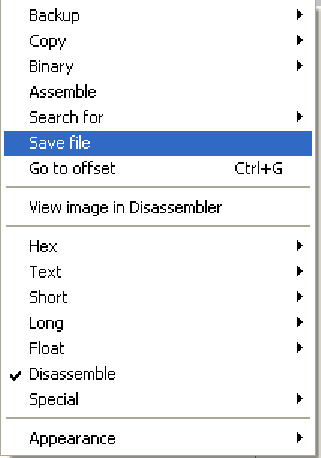 Backup
Copy
Binary
Assemble
Search for
Save file
Go to offset Ctrl+G
View image in Disassembler
Hex
Text
Short
Long
Float
Disassemble
Special
Appearance